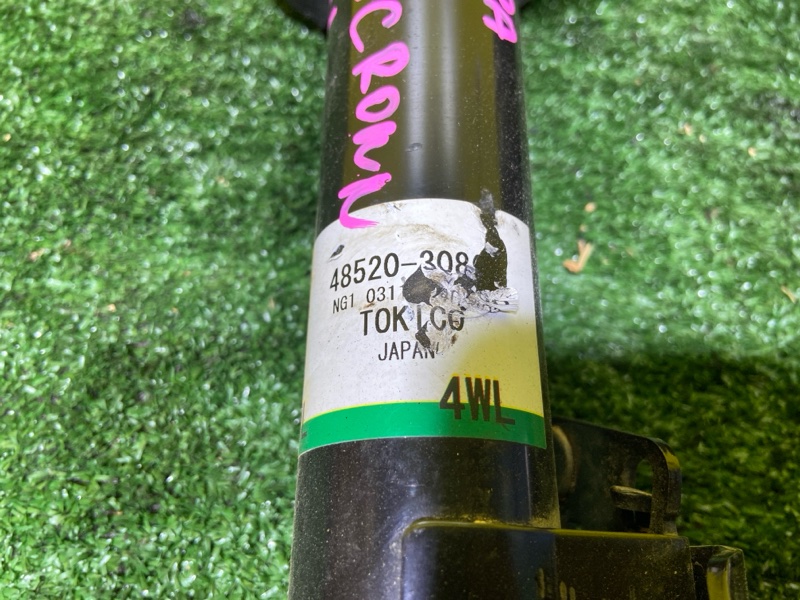 CROWN
48520-308
NG1 031
TOKICO
JAPAN
4WL